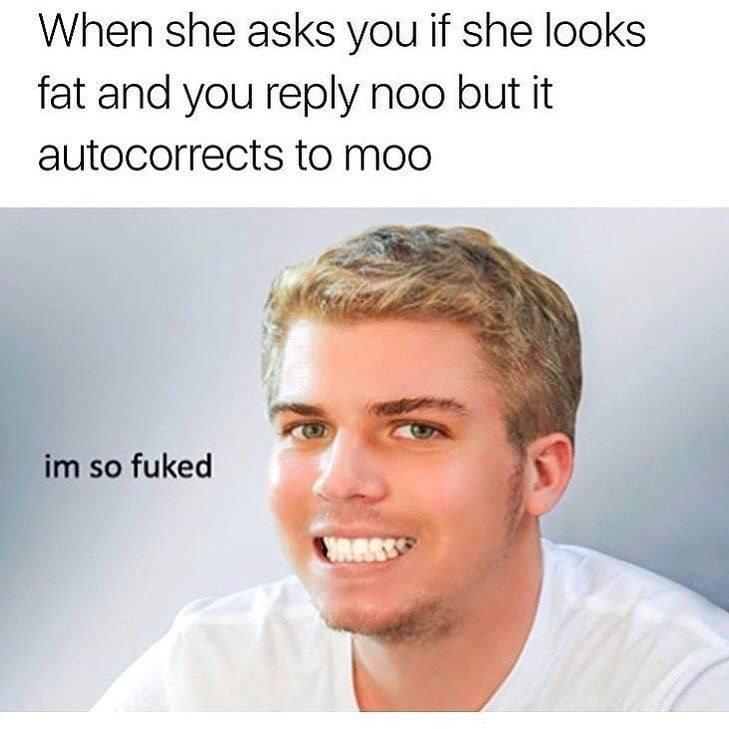 When she asks you if she looks
fat and you reply noo but it
autocorrects to moo
im so fuked